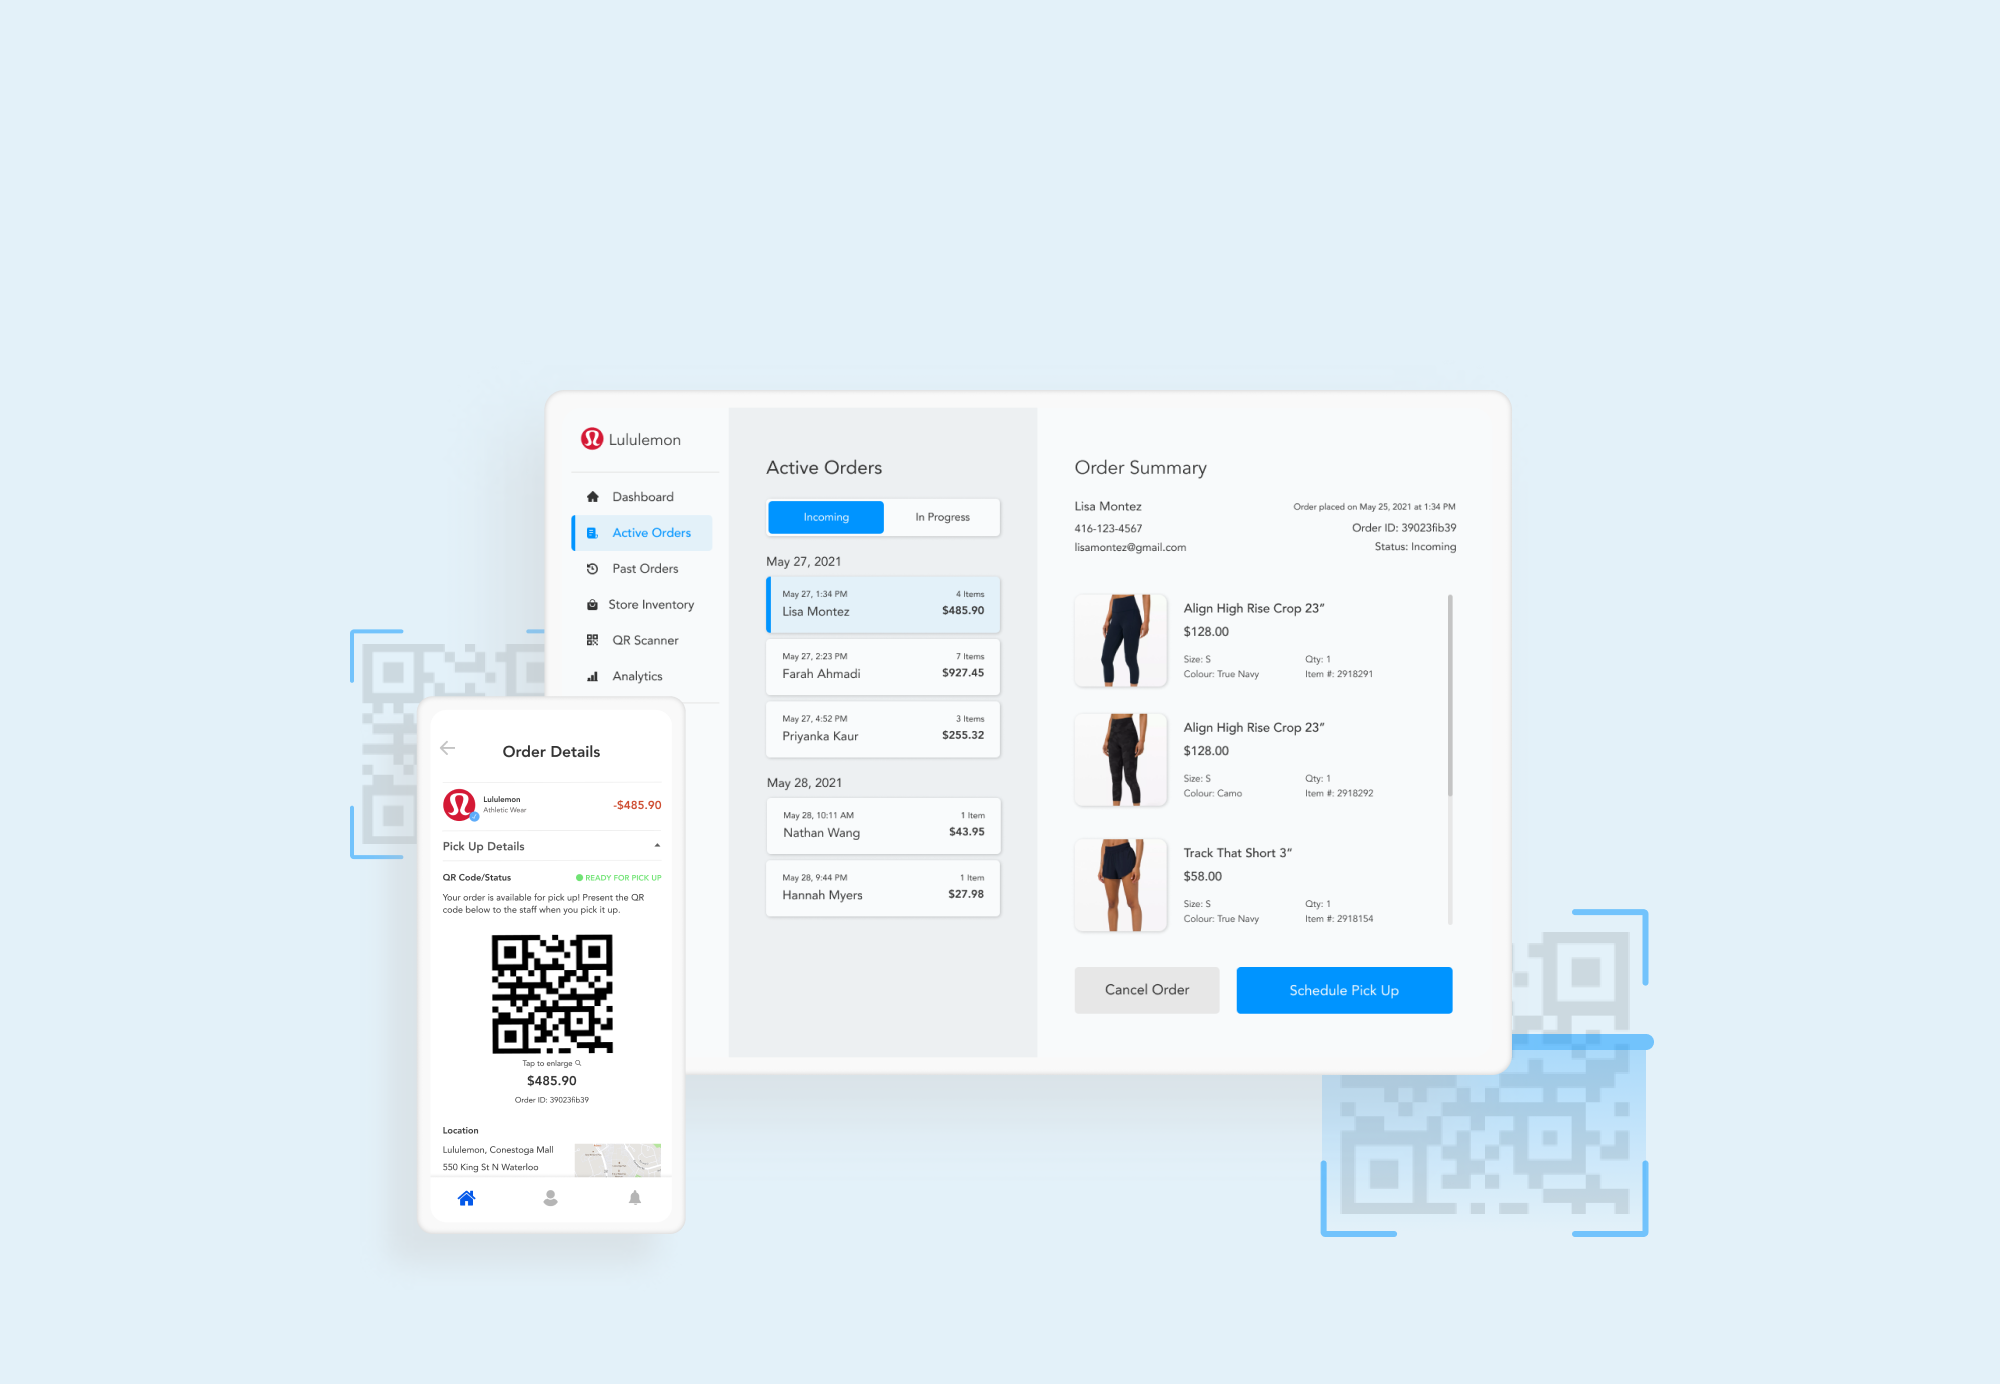 Lululemon
Dashboard
Active Orders
Past Orders
Store Inventory
QR Scanner
Analytics
Active Orders
Incoming
In Progress
May 27, 2021
May 27, 1:34 PM
4 Items
Lisa Montez
$485.90
May 27, 2:23 PM
7 Items
Farah Ahmadi
$927.45
May 27, 4:52 PM
3 Items
Priyanka Kaur
$255.32
May 28, 2021
May 28, 10:11 AM
1 Item
Nathan Wang
$43.95
May 28, 9:44 PM
1 Item
Hannah Myers
$27.98
Order Summary
Lisa Montez
Order placed on May 25, 2021 at 1:34 PM
416-123-4567
Order ID: 39023fib39
lisamontez@gmail.com
Status: Incoming
Align High Rise Crop 23”
$128.00
Size: S
Qty: 1
Colour: True Navy
Item #: 2918291
Align High Rise Crop 23”
$128.00
Size: S
Qty: 1
Colour: Camo
Item #: 2918292
Track That Short 3”
$58.00
Size: S
Qty: 1
Colour: True Navy
Item #: 2918154
Cancel Order
Schedule Pick Up
Order Details
Lululemon
Athletic Wear
-$485.90
Pick Up Details
QR Code/Status
READY FOR PICK UP
Your order is available for pick up! Present the QR
code below to the staff when you pick it up.
Tap to enlarge
$485.90
Order ID: 39023fib39
Location
Lululemon, Conestoga Mall
550 King St N Waterloo